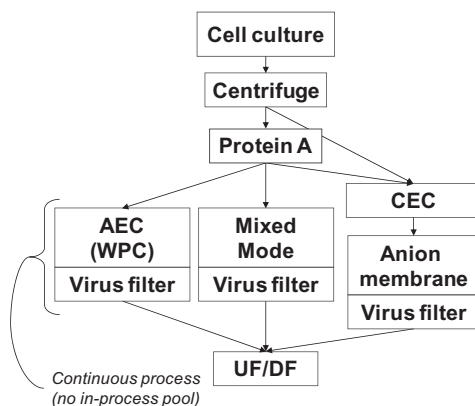 Cell culture
Centrifuge
Protein A
CEC
AEC
(WPC)
Virus filter
Mixed
Mode
Virus filter
Anion
membrane
Virus filter
UF/DF
Continuous process
(no in-process pool)